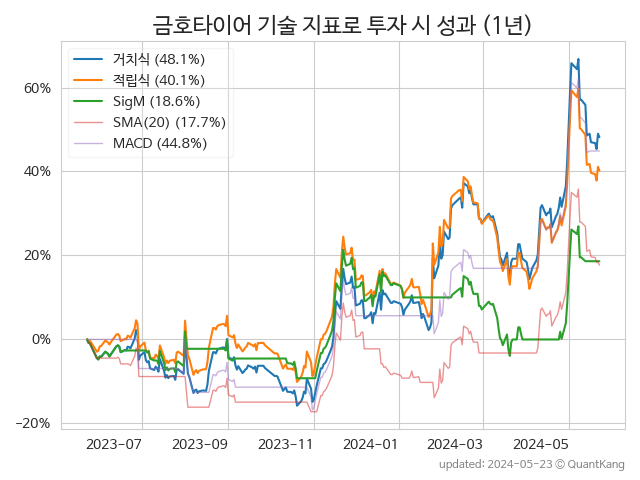 금호타이어 기술 지표로 투자 시 성과 (1년)
거치식 (48.1%)
적립식 (40.1%)
SigM (18.6%)
SMA(20) (17.7%)
MACD (44.8%)
60%
40%
20%
0%
−20%
2023-07 2023-09 2023-11 2024-01 2024-03 2024-05
updated: 2024-05-23 © QuantKang